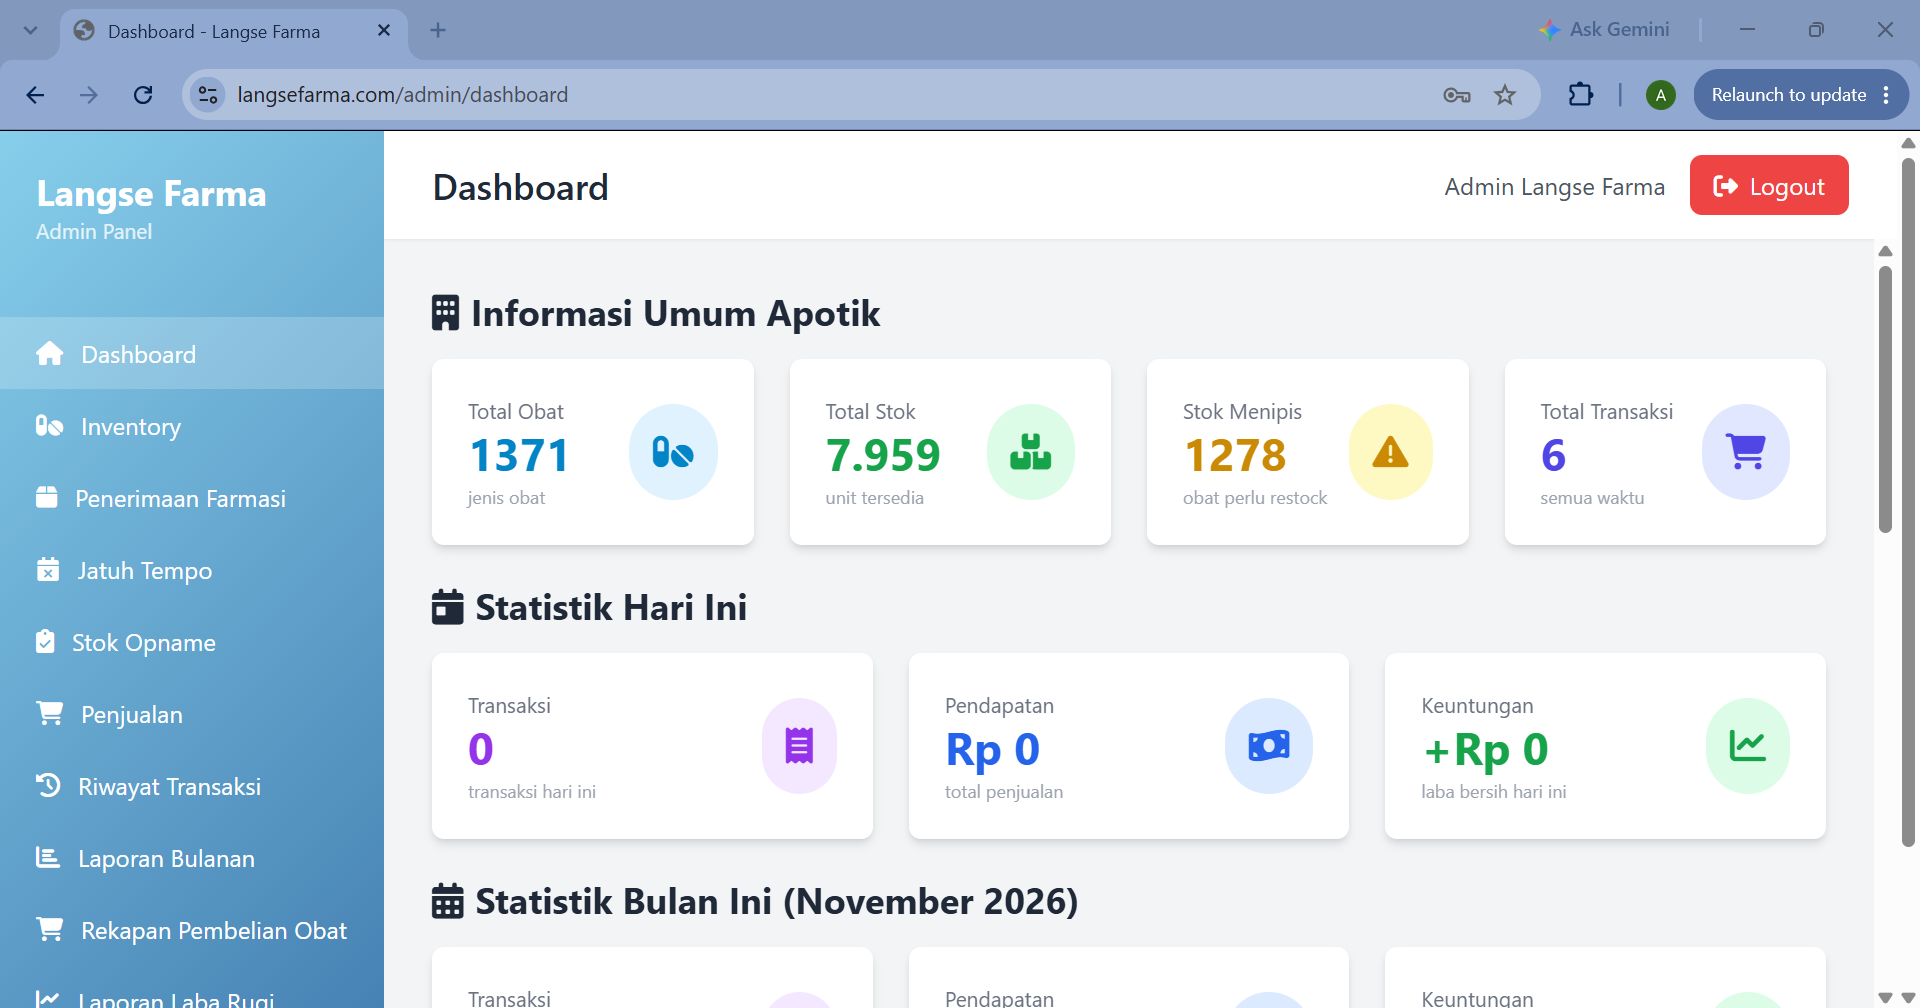 Dashboard - Langse Farma
Ask Gemini
langsefarma.com/admin/dashboard
A
Relaunch to update
Langse Farma
Admin Panel
Dashboard
Inventory
Penerimaan Farmasi
Jatuh Tempo
Stok Opname
Penjualan
Riwayat Transaksi
Laporan Bulanan
Rekapan Pembelian Obat
Laporan Laba Rugi
Dashboard
Admin Langse Farma
Logout
Informasi Umum Apotik
Total Obat
1371
jenis obat
Total Stok
7.959
unit tersedia
Stok Menipis
1278
obat perlu restock
Total Transaksi
6
semua waktu
Statistik Hari Ini
Transaksi
0
transaksi hari ini
Pendapatan
Rp 0
total penjualan
Keuntungan
+Rp 0
laba bersih hari ini
Statistik Bulan Ini (November 2026)
Transaksi
Pendapatan
Keuntungan